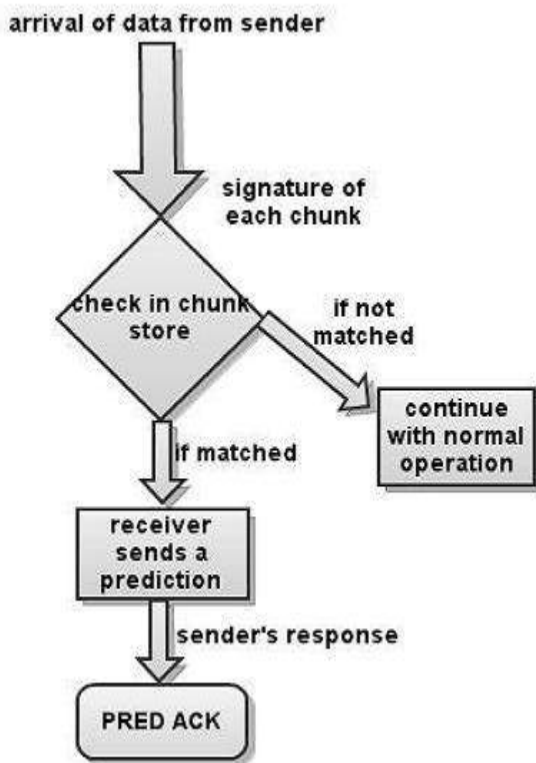 arrival of data from sender
signature of
each chunk
check in chunk
store
if not
matched
continue
with normal
operation
if matched
receiver
sends a
prediction
sender's response
PRED ACK